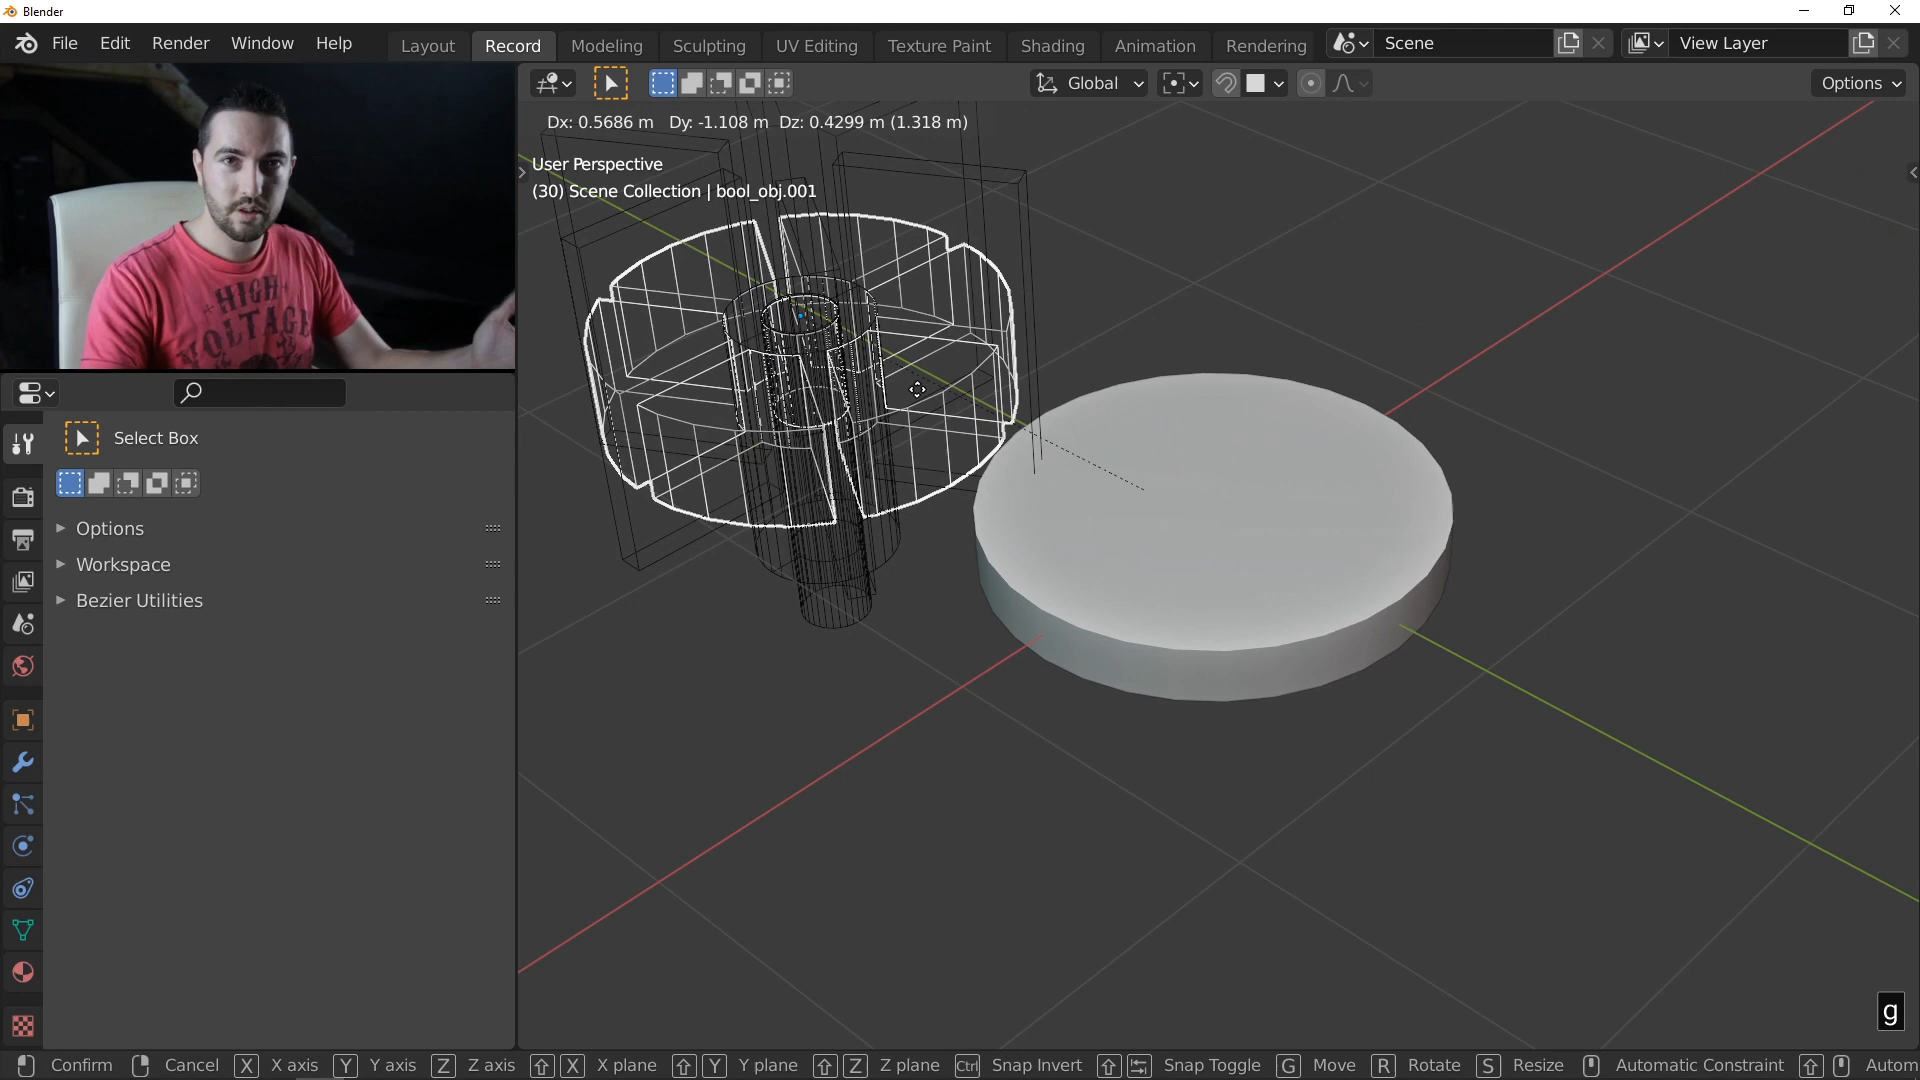 Blender
File Edit Render Window Help
Layout Record Modeling Sculpting UV Editing Texture Paint Shading Animation Rendering
Scene
View Layer
Global
Options
Dx: 0.5686 m Dy: -1.108 m Dz: 0.4299 m (1.318 m)
User Perspective
(30) Scene Collection | bool_obj.001
HIGH
VOLTAGE
Select Box
Options
Workspace
Bezier Utilities
g
Confirm Cancel X X axis Y Y axis Z Z axis X X plane Y Y plane Z Z plane Ctrl Snap Invert Snap Toggle G Move R Rotate S Resize Automatic Constraint Autom